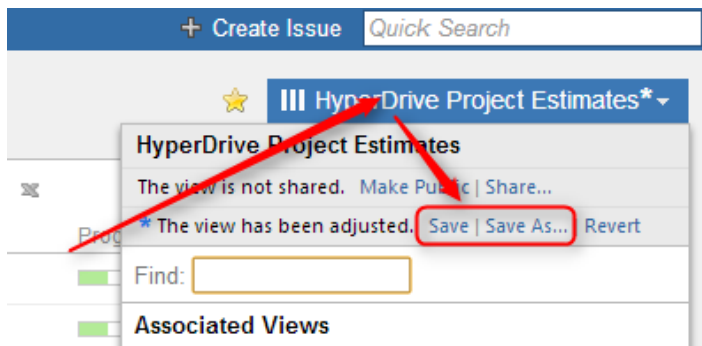 + Create Issue Quick Search
HyperDrive Project Estimates*
HyperDrive Project Estimates
The view is not shared. Make Public | Share...
* The view has been adjusted. Save | Save As... | Revert
Prog
Find:
Associated Views